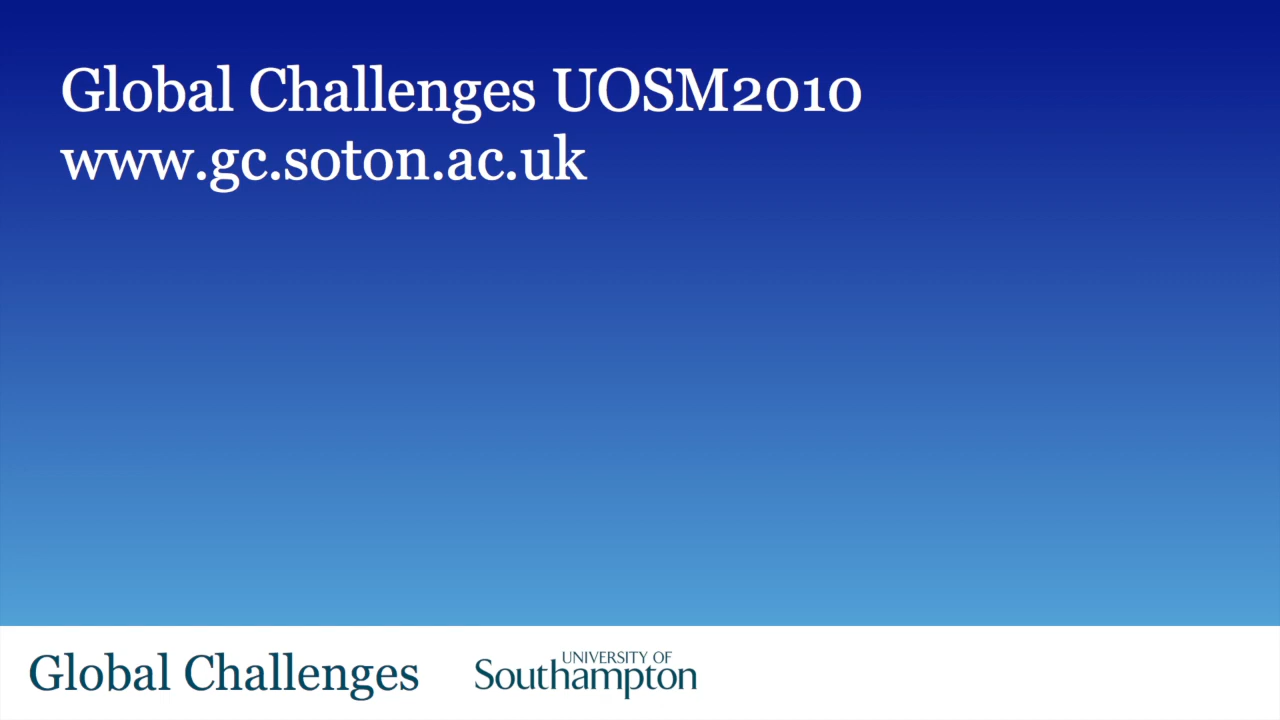 Global Challenges UOSM2010
www.gc.soton.ac.uk
Global Challenges
UNIVERSITY OF
Southampton